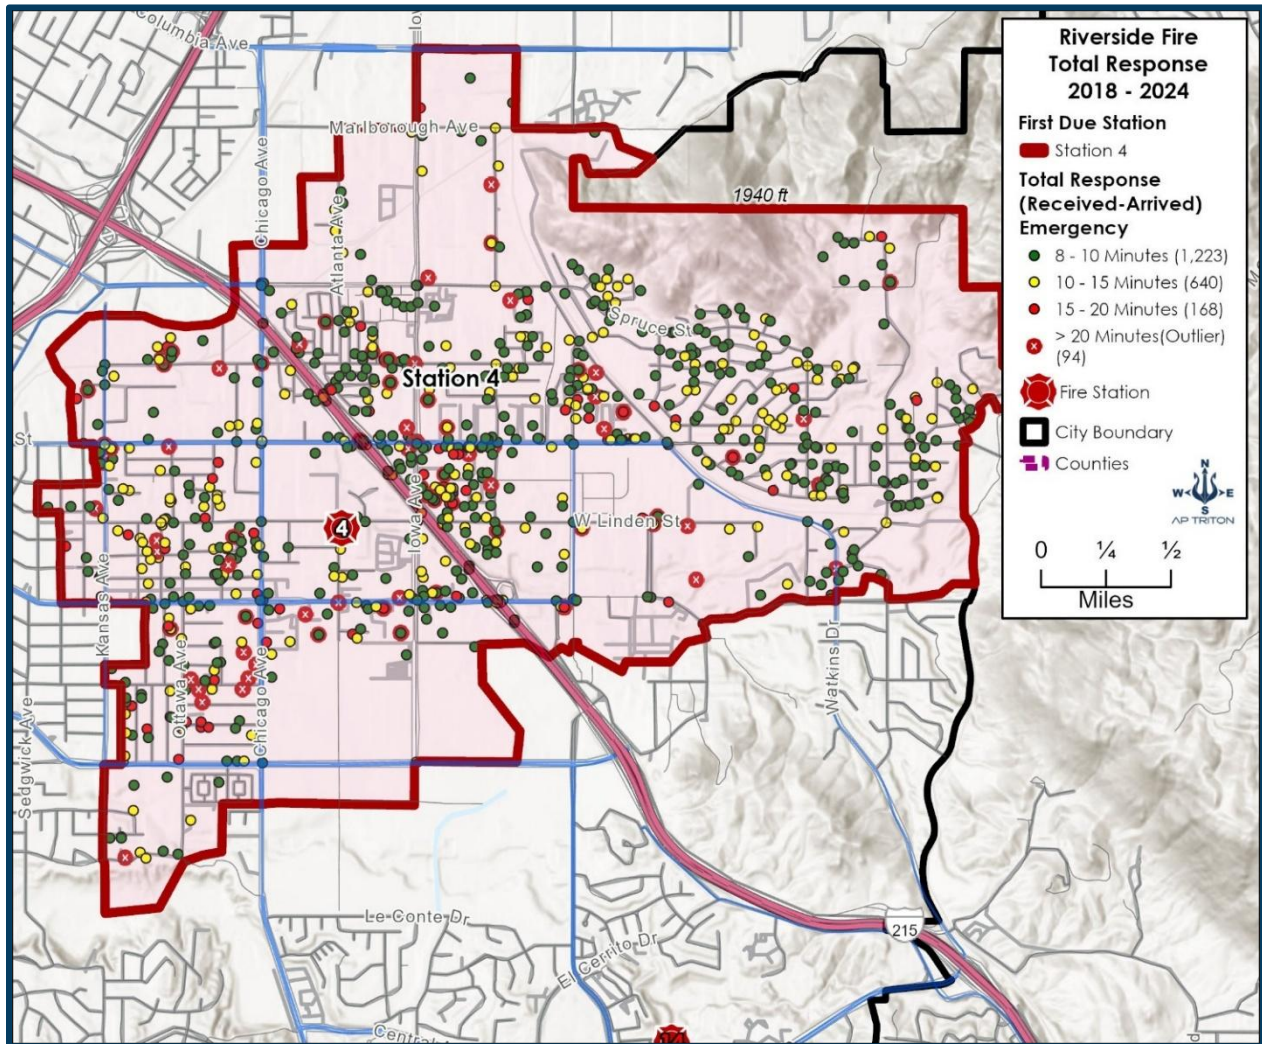 Columbia Ave
Marlborough Ave
Chicago Ave
Atlanta Ave
1940 ft
Spruce St
Station 4
St
4
Iowa Ave
W Linden St
Kansas Ave
Ottawa Ave
Chicago Ave
Sedgwick Ave
Watkins Dr
Le Conte Dr
El Cerrito Dr
215
Riverside Fire
Total Response
2018 - 2024
First Due Station
Station 4
Total Response
(Received-Arrived)
Emergency
8 - 10 Minutes (1,223)
10 - 15 Minutes (640)
15 - 20 Minutes (168)
> 20 Minutes(Outlier)
(94)
Fire Station
City Boundary
Counties
N
W E
S
AP TRITON
0 ¼ ½
Miles